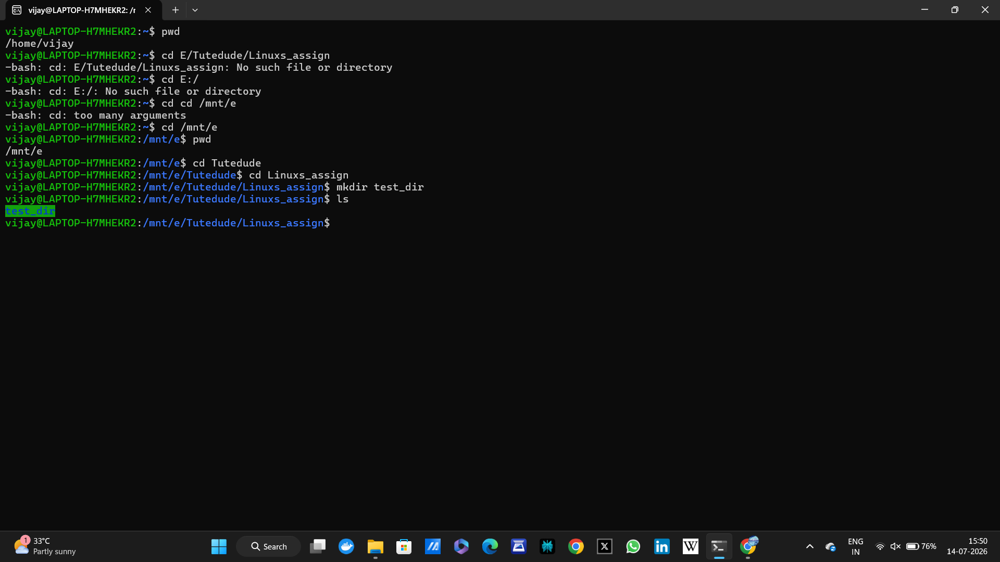 vijay@LAPTOP-H7MHEKR2: /r
vijay@LAPTOP-H7MHEKR2:~$ pwd
/home/vijay
vijay@LAPTOP-H7MHEKR2:~$ cd E/Tutedude/Linuxs_assign
-bash: cd: E/Tutedude/Linuxs_assign: No such file or directory
vijay@LAPTOP-H7MHEKR2:~$ cd E:/
-bash: cd: E:/: No such file or directory
vijay@LAPTOP-H7MHEKR2:~$ cd cd /mnt/e
-bash: cd: too many arguments
vijay@LAPTOP-H7MHEKR2:~$ cd /mnt/e
vijay@LAPTOP-H7MHEKR2:/mnt/e$ pwd
/mnt/e
vijay@LAPTOP-H7MHEKR2:/mnt/e$ cd Tutedude
vijay@LAPTOP-H7MHEKR2:/mnt/e/Tutedude$ cd Linuxs_assign
vijay@LAPTOP-H7MHEKR2:/mnt/e/Tutedude/Linuxs_assign$ mkdir test_dir
vijay@LAPTOP-H7MHEKR2:/mnt/e/Tutedude/Linuxs_assign$ ls
test_dir
vijay@LAPTOP-H7MHEKR2:/mnt/e/Tutedude/Linuxs_assign$
1
33°C
Partly sunny
Search
ENG
IN
76%
15:50
14-07-2026